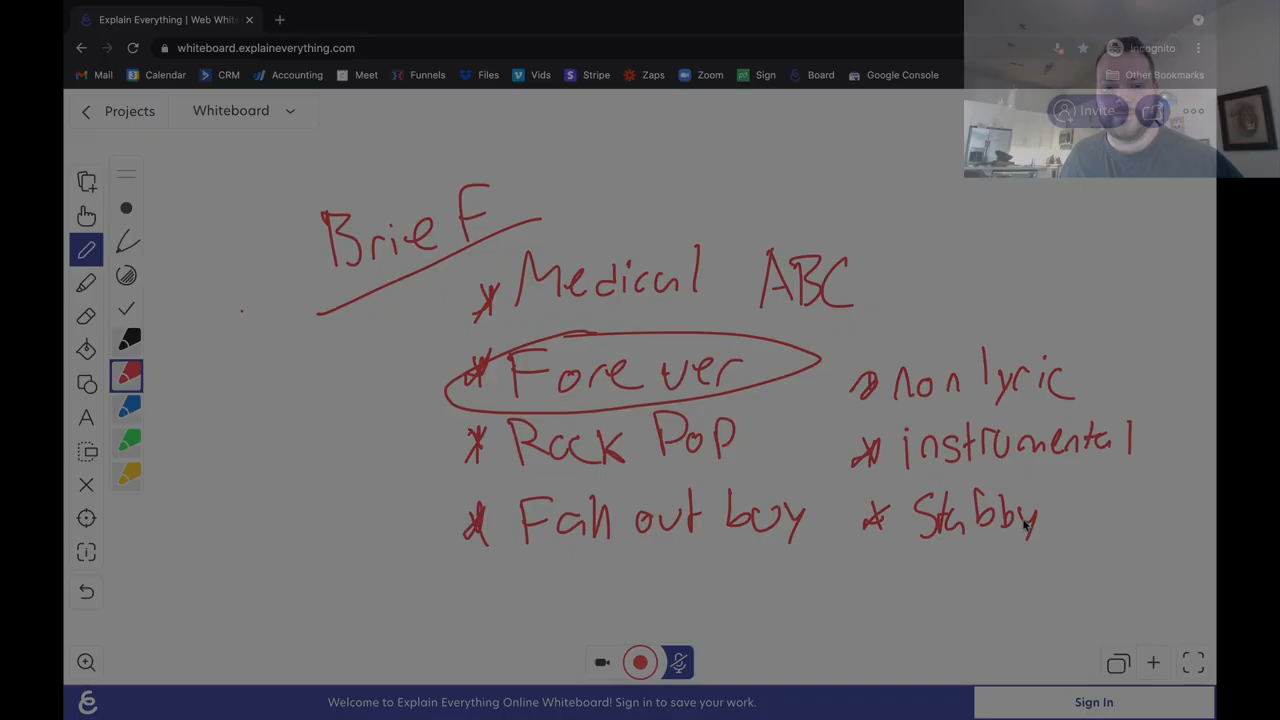 Explain Everything | Web White
whiteboard.explaineverything.com
Incognito
Mail Calendar CRM Accounting Meet Funnels Files Vids Stripe Zaps Zoom Sign Board Google Console Other Bookmarks
Projects Whiteboard Invite
BrieF
* Medical ABC
* Forever
* nonlyric
* Rock Pop
* instrumental
* Fall out boy
* Stabby
A
Welcome to Explain Everything Online Whiteboard! Sign in to save your work.
Sign In